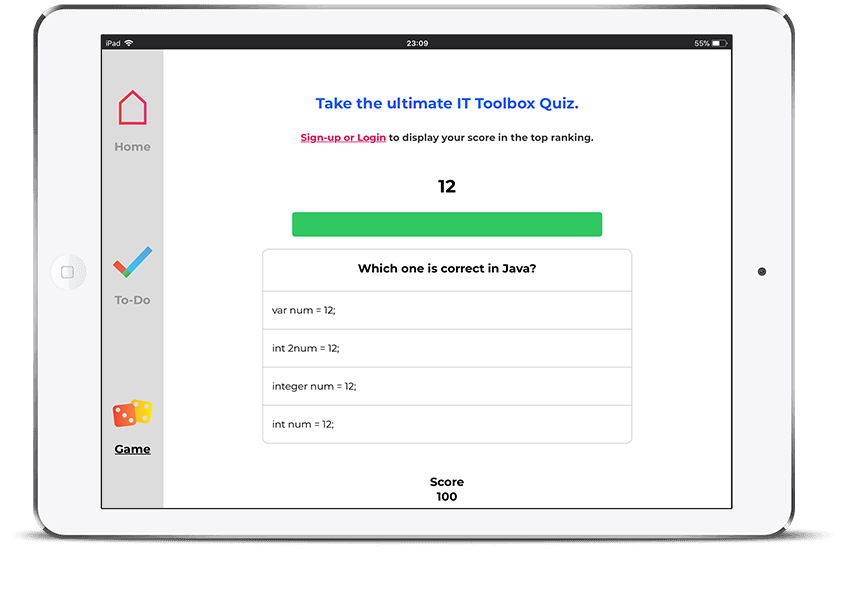 iPad 23:09 55%
Home
To-Do
Game
Take the ultimate IT Toolbox Quiz.
Sign-up or Login to display your score in the top ranking.
12
Which one is correct in Java?
var num = 12;
int 2num = 12;
integer num = 12;
int num = 12;
Score
100